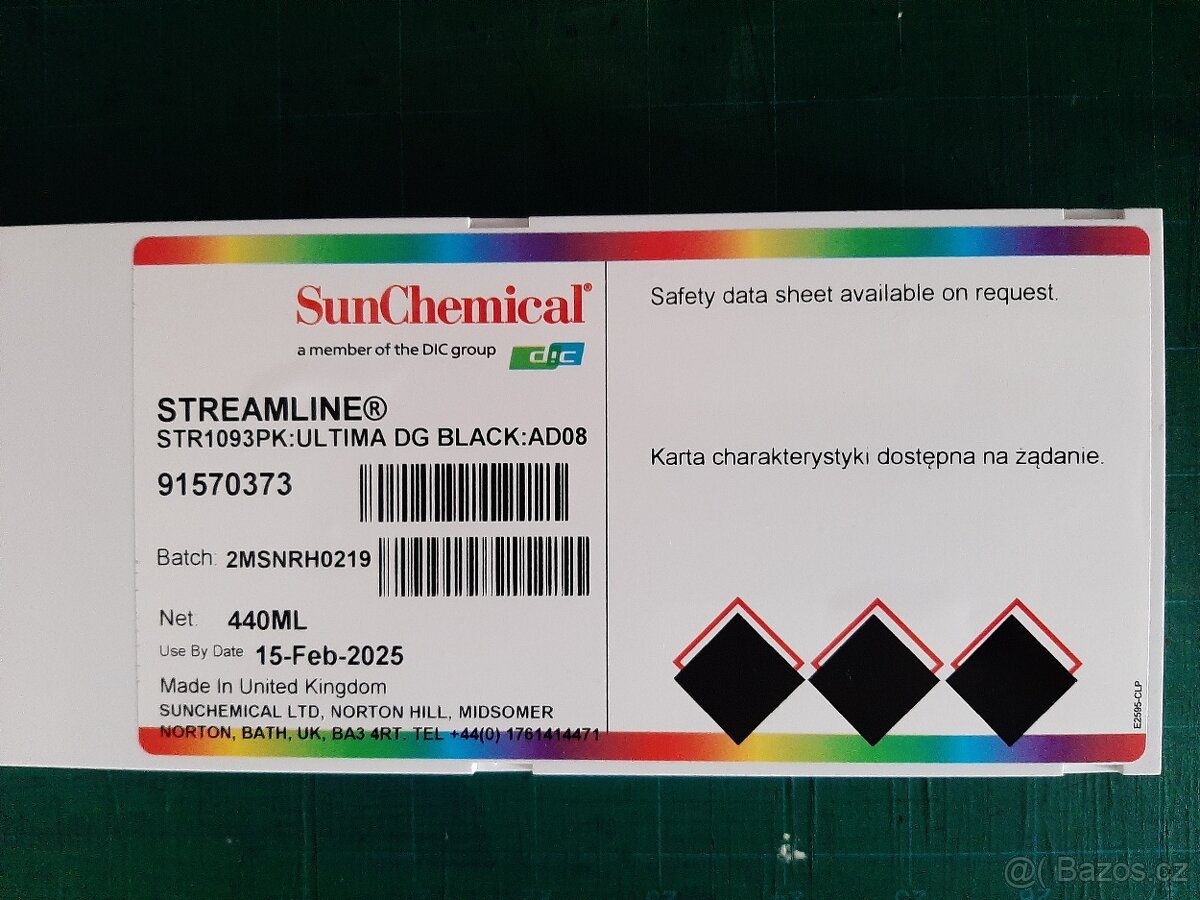 SunChemical®
a member of the DIC group dic
STREAMLINE®
STR1093PK:ULTIMA DG BLACK:AD08
91570373
Batch: 2MSNRH0219
Net: 440ML
Use By Date 15-Feb-2025
Made In United Kingdom
SUNCHEMICAL LTD, NORTON HILL, MIDSOMER
NORTON, BATH, UK, BA3 4RT. TEL +44(0) 1761414471
Safety data sheet available on request.
Karta charakterystyki dostępna na żądanie.
E2595-CLP
@( Bazos.cz